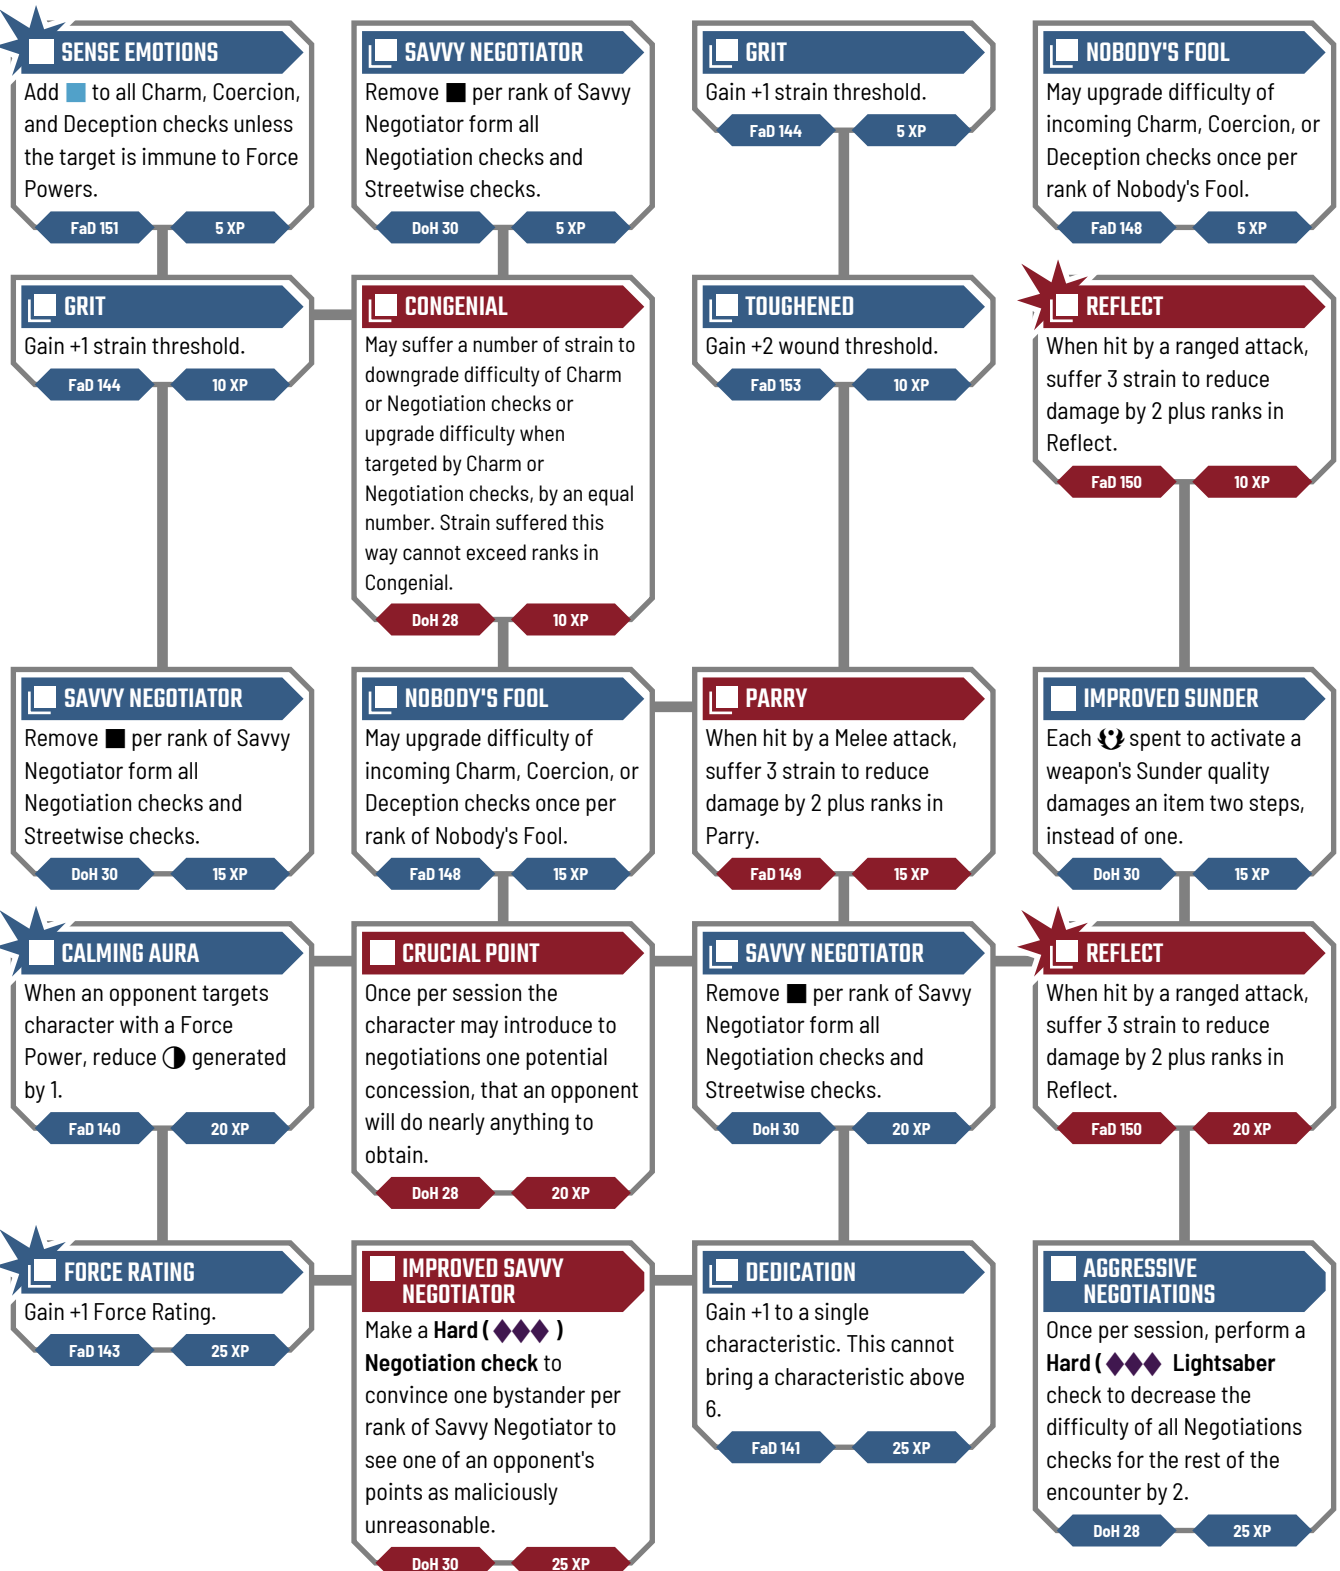 SENSE EMOTIONS
Add to all Charm, Coercion,
and Deception checks unless
the target is immune to Force
Powers.
FaD 151 5 XP
SAVVY NEGOTIATOR
Remove per rank of Savvy
Negotiator form all
Negotiation checks and
Streetwise checks.
DoH 30 5 XP
GRIT
Gain +1 strain threshold.
FaD 144 5 XP
NOBODY'S FOOL
May upgrade difficulty of
incoming Charm, Coercion, or
Deception checks once per
rank of Nobody's Fool.
FaD 148 5 XP
GRIT
Gain +1 strain threshold.
FaD 144 10 XP
CONGENIAL
May suffer a number of strain to
downgrade difficulty of Charm
or Negotiation checks or
upgrade difficulty when
targeted by Charm or
Negotiation checks, by an equal
number. Strain suffered this
way cannot exceed ranks in
Congenial.
DoH 28 10 XP
TOUGHENED
Gain +2 wound threshold.
FaD 153 10 XP
REFLECT
When hit by a ranged attack,
suffer 3 strain to reduce
damage by 2 plus ranks in
Reflect.
FaD 150 10 XP
SAVVY NEGOTIATOR
Remove per rank of Savvy
Negotiator form all
Negotiation checks and
Streetwise checks.
DoH 30 15 XP
NOBODY'S FOOL
May upgrade difficulty of
incoming Charm, Coercion, or
Deception checks once per
rank of Nobody's Fool.
FaD 148 15 XP
PARRY
When hit by a Melee attack,
suffer 3 strain to reduce
damage by 2 plus ranks in
Parry.
FaD 149 15 XP
IMPROVED SUNDER
Each spent to activate a
weapon's Sunder quality
damages an item two steps,
instead of one.
DoH 30 15 XP
CALMING AURA
When an opponent targets
character with a Force
Power, reduce generated
by 1.
FaD 140 20 XP
CRUCIAL POINT
Once per session the
character may introduce to
negotiations one potential
concession, that an opponent
will do nearly anything to
obtain.
DoH 28 20 XP
SAVVY NEGOTIATOR
Remove per rank of Savvy
Negotiator form all
Negotiation checks and
Streetwise checks.
DoH 30 20 XP
REFLECT
When hit by a ranged attack,
suffer 3 strain to reduce
damage by 2 plus ranks in
Reflect.
FaD 150 20 XP
FORCE RATING
Gain +1 Force Rating.
FaD 143 25 XP
IMPROVED SAVVY
NEGOTIATOR
Make a Hard ( ◆◆◆ )
Negotiation check to
convince one bystander per
rank of Savvy Negotiator to
see one of an opponent's
points as maliciously
unreasonable.
DoH 30 25 XP
DEDICATION
Gain +1 to a single
characteristic. This cannot
bring a characteristic above
6.
FaD 141 25 XP
AGGRESSIVE
NEGOTIATIONS
Once per session, perform a
Hard ( ◆◆◆ Lightsaber
check to decrease the
difficulty of all Negotiations
checks for the rest of the
encounter by 2.
DoH 28 25 XP